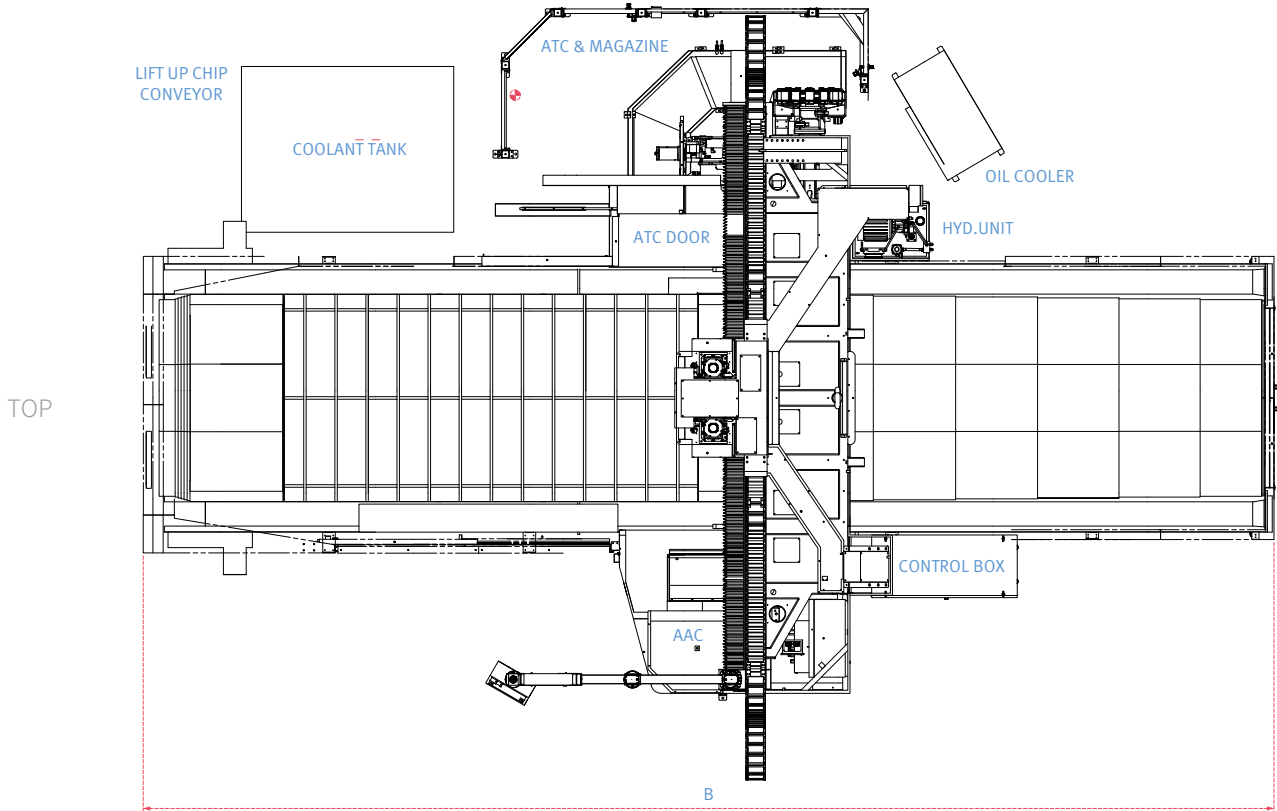 ATC & MAGAZINE
LIFT UP CHIP
CONVEYOR
COOLANT TANK
OIL COOLER
ATC DOOR
HYD.UNIT
TOP
CONTROL BOX
AAC
B